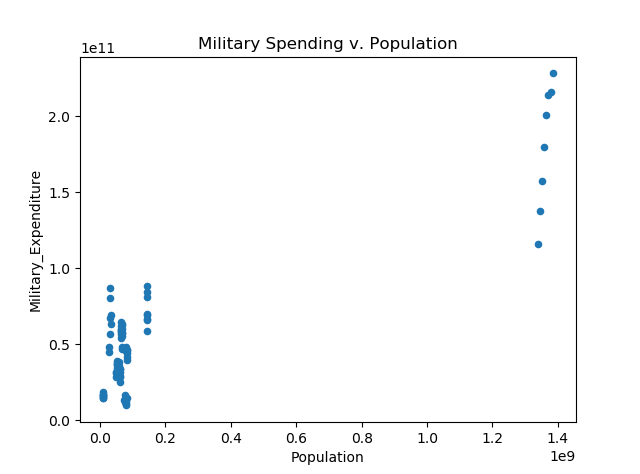 Military Spending v. Population
1e11
2.0
1.5
1.0
0.5
0.0
Military_Expenditure
0.0 0.2 0.4 0.6 0.8 1.0 1.2 1.4
1e9
Population